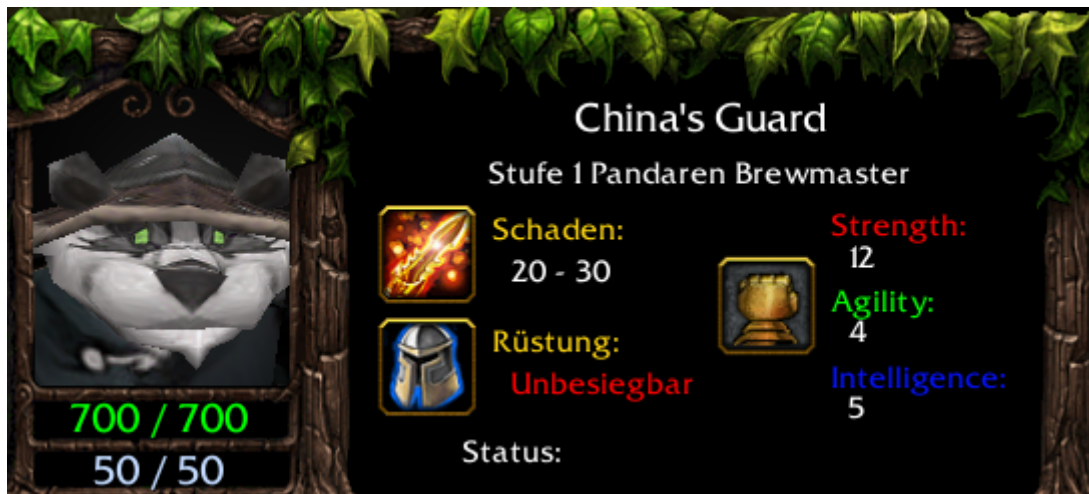 China's Guard
Stufe 1 Pandaren Brewmaster
Schaden:
20 - 30
Rüstung:
Unbesiegbar
Strength:
12
Agility:
4
Intelligence:
5
Status:
700 / 700
50 / 50